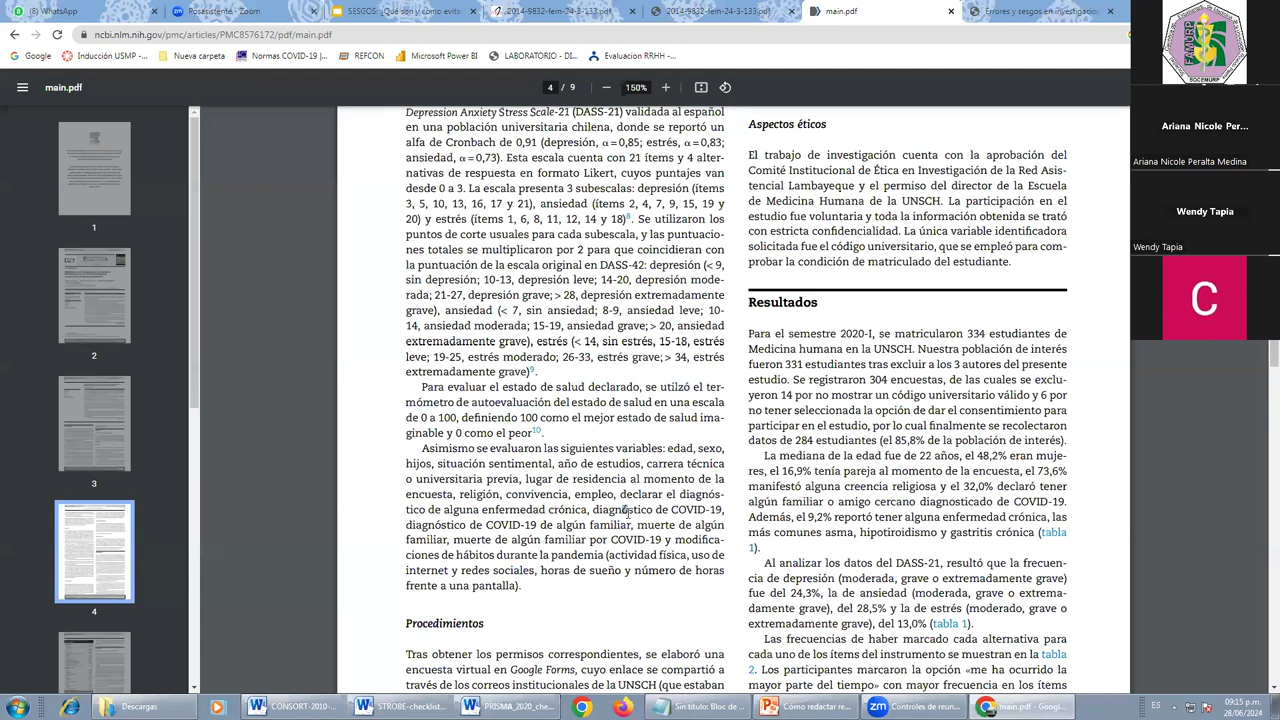 (8) WhatsApp
Posasistente - Zoom
SESGOS: ¿Qué son y cómo evita
2014-9832-fem-24-3-133.pdf
2014-9832-fem-24-3-133.pdf
main.pdf
Errores y sesgos en investigació
ncbi.nlm.nih.gov/pmc/articles/PMC8576172/pdf/main.pdf
Google
Inducción USMP -...
Nueva carpeta
Normas COVID-19 |...
REFCON
Microsoft Power BI
LABORATORIO - DI...
Evaluacion RRHH -...
main.pdf
4 / 9
150%
1
2
3
4
Depression Anxiety Stress Scale-21 (DASS-21) validada al español
en una población universitaria chilena, donde se reportó un
alfa de Cronbach de 0,91 (depresión, α = 0,85; estrés, α = 0,83;
ansiedad, α = 0,73). Esta escala cuenta con 21 ítems y 4 alter-
nativas de respuesta en formato Likert, cuyos puntajes van
desde 0 a 3. La escala presenta 3 subescalas: depresión (ítems
3, 5, 10, 13, 16, 17 y 21), ansiedad (ítems 2, 4, 7, 9, 15, 19 y
20) y estrés (ítems 1, 6, 8, 11, 12, 14 y 18)8. Se utilizaron los
puntos de corte usuales para cada subescala, y las puntuacio-
nes totales se multiplicaron por 2 para que coincidieran con
la puntuación de la escala original en DASS-42: depresión (< 9,
sin depresión; 10-13, depresión leve; 14-20, depresión mode-
rada; 21-27, depresión grave; > 28, depresión extremadamente
grave), ansiedad (< 7, sin ansiedad; 8-9, ansiedad leve; 10-
14, ansiedad moderada; 15-19, ansiedad grave; > 20, ansiedad
extremadamente grave), estrés (< 14, sin estrés, 15-18, estrés
leve; 19-25, estrés moderado; 26-33, estrés grave; > 34, estrés
extremadamente grave)9.
Para evaluar el estado de salud declarado, se utilzó el ter-
mómetro de autoevaluación del estado de salud en una escala
de 0 a 100, definiendo 100 como el mejor estado de salud ima-
ginable y 0 como el peor10.
Asimismo se evaluaron las siguientes variables: edad, sexo,
hijos, situación sentimental, año de estudios, carrera técnica
o universitaria previa, lugar de residencia al momento de la
encuesta, religión, convivencia, empleo, declarar el diagnós-
tico de alguna enfermedad crónica, diagnóstico de COVID-19,
diagnóstico de COVID-19 de algún familiar, muerte de algún
familiar, muerte de algún familiar por COVID-19 y modifica-
ciones de hábitos durante la pandemia (actividad física, uso de
internet y redes sociales, horas de sueño y número de horas
frente a una pantalla).
Procedimientos
Tras obtener los permisos correspondientes, se elaboró una
encuesta virtual en Google Forms, cuyo enlace se compartió a
través de los correos institucionales de la UNSCH (que estaban
Aspectos éticos
El trabajo de investigación cuenta con la aprobación del
Comité Institucional de Ética en Investigación de la Red Asis-
tencial Lambayeque y el permiso del director de la Escuela
de Medicina Humana de la UNSCH. La participación en el
estudio fue voluntaria y toda la información obtenida se trató
con estricta confidencialidad. La única variable identificadora
solicitada fue el código universitario, que se empleó para com-
probar la condición de matriculado del estudiante.
Resultados
Para el semestre 2020-I, se matricularon 334 estudiantes de
Medicina humana en la UNSCH. Nuestra población de interés
fueron 331 estudiantes tras excluir a los 3 autores del presente
estudio. Se registraron 304 encuestas, de las cuales se exclu-
yeron 14 por no mostrar un código universitario válido y 6 por
no tener seleccionada la opción de dar el consentimiento para
participar en el estudio, por lo cual finalmente se recolectaron
datos de 284 estudiantes (el 85,8% de la población de interés).
La mediana de la edad fue de 22 años, el 48,2% eran muje-
res, el 16,9% tenía pareja al momento de la encuesta, el 73,6%
manifestó alguna creencia religiosa y el 32,0% declaró tener
algún familiar o amigo cercano diagnosticado de COVID-19.
Además, el 9,2% reportó tener alguna enfermedad crónica, las
más comunes asma, hipotiroidismo y gastritis crónica (tabla
1).
Al analizar los datos del DASS-21, resultó que la frecuen-
cia de depresión (moderada, grave o extremadamente grave)
fue del 24,3%, la de ansiedad (moderada, grave o extrema-
damente grave), del 28,5% y la de estrés (moderado, grave o
extremadamente grave), del 13,0% (tabla 1).
Las frecuencias de haber marcado cada alternativa para
cada uno de los ítems del instrumento se muestran en la tabla
2. Los participantes marcaron la opción «me ha ocurrido la
mayor parte del tiempo» con mayor frecuencia en los ítems
FAMURP
SOCEMURP
Ariana Nicole Per...
Ariana Nicole Peralta Medina
Wendy Tapia
Wendy Tapia
C
Descargas
CONSORT-2010-...
STROBE-checklist...
PRISMA_2020_che...
Sin título: Bloc de ...
Cómo redactar re...
Controles de reun...
main.pdf - Googl...
ES
09:15 p.m.
28/06/2024